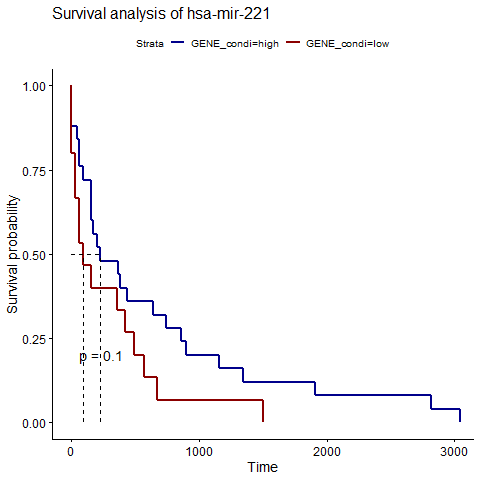 Survival analysis of hsa-mir-221
Strata GENE_condi=high GENE_condi=low
Survival probability
1.00
0.75
0.50
0.25
0.00
p = 0.1
0 1000 2000 3000
Time